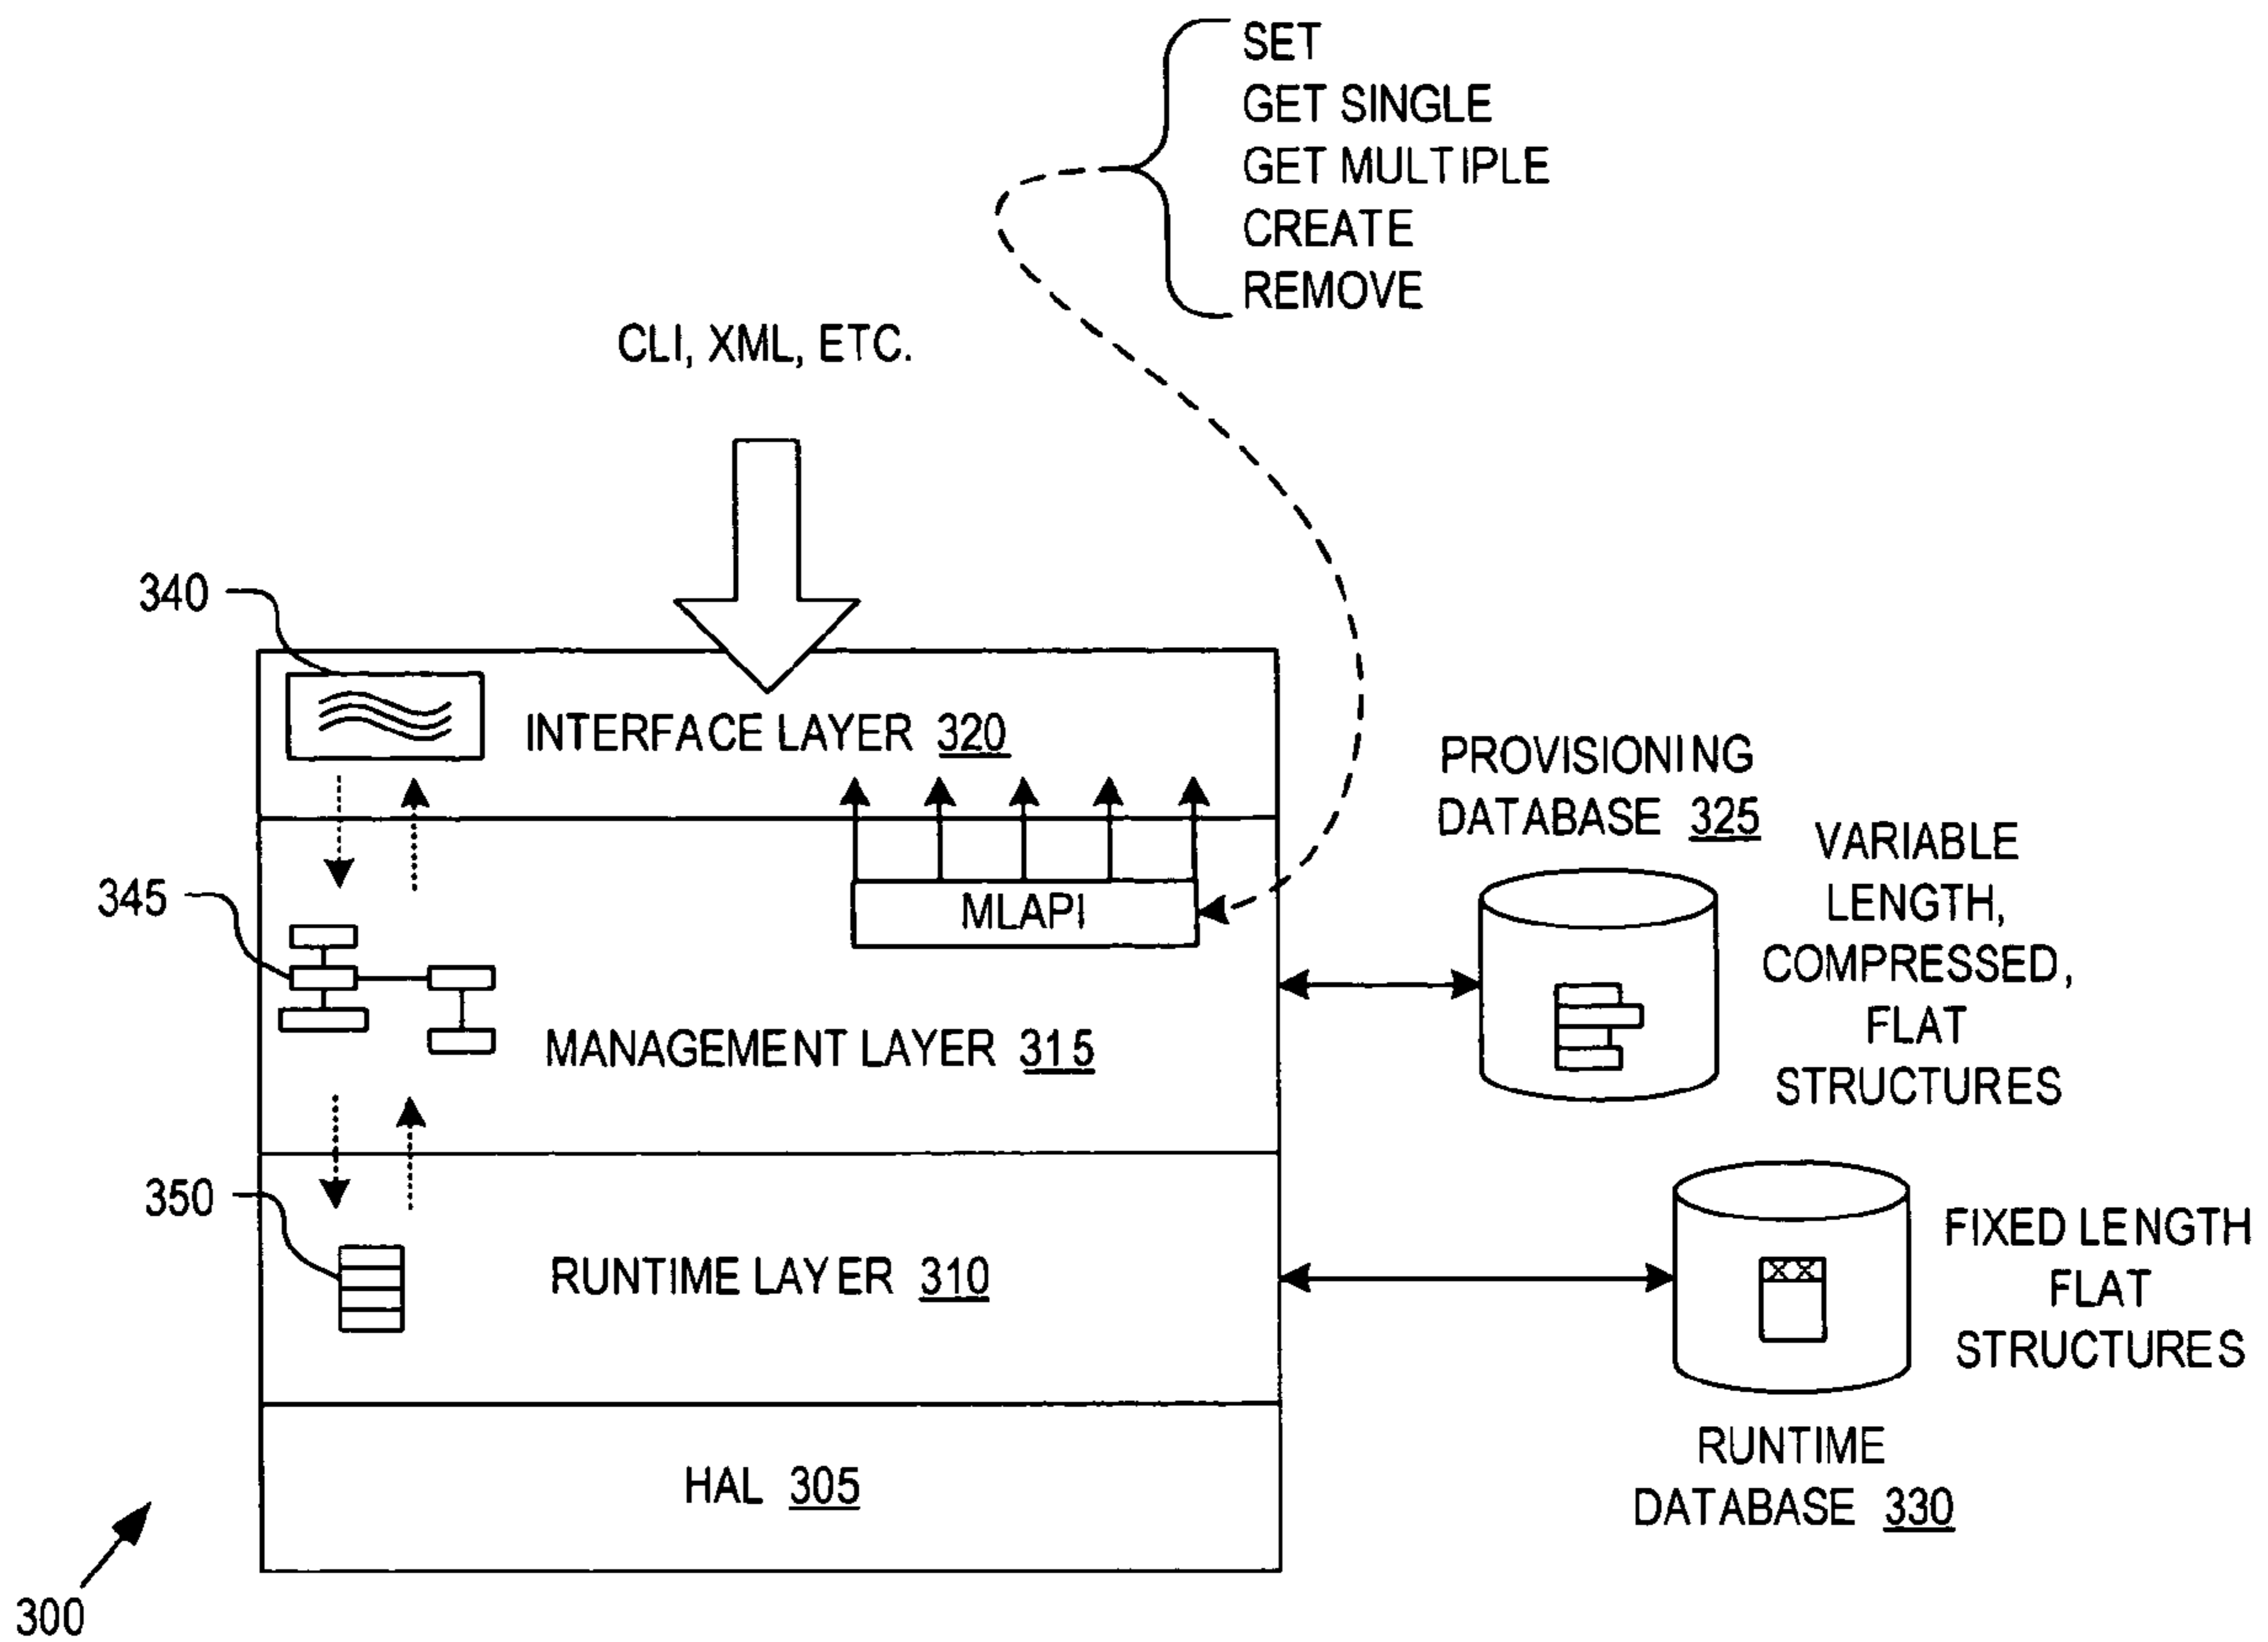 SET
GET SINGLE
GET MULTIPLE
CREATE
REMOVE
CLI, XML, ETC.
340
INTERFACE LAYER 320
PROVISIONING
DATABASE 325
VARIABLE
LENGTH,
COMPRESSED,
FLAT
STRUCTURES
345
MLAPI
MANAGEMENT LAYER 315
350
RUNTIME LAYER 310
FIXED LENGTH
FLAT
STRUCTURES
RUNTIME
DATABASE 330
HAL 305
300